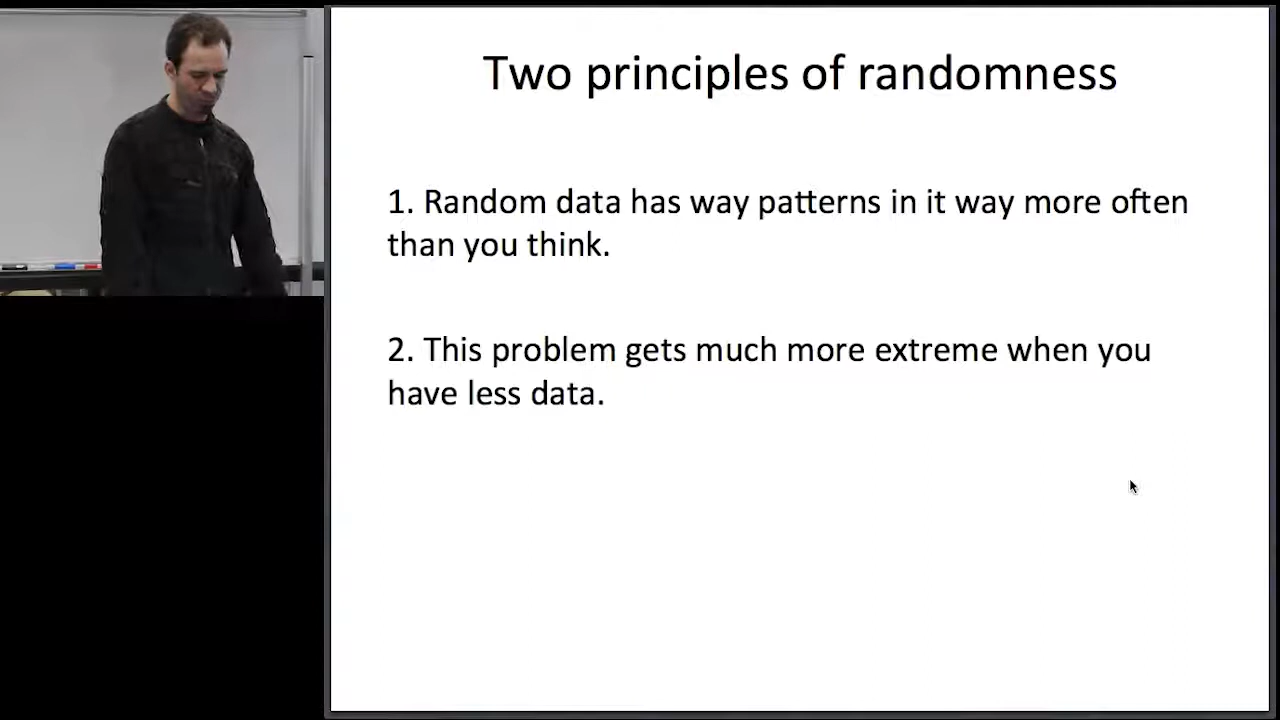 Two principles of randomness
1. Random data has way patterns in it way more often
than you think.
2. This problem gets much more extreme when you
have less data.